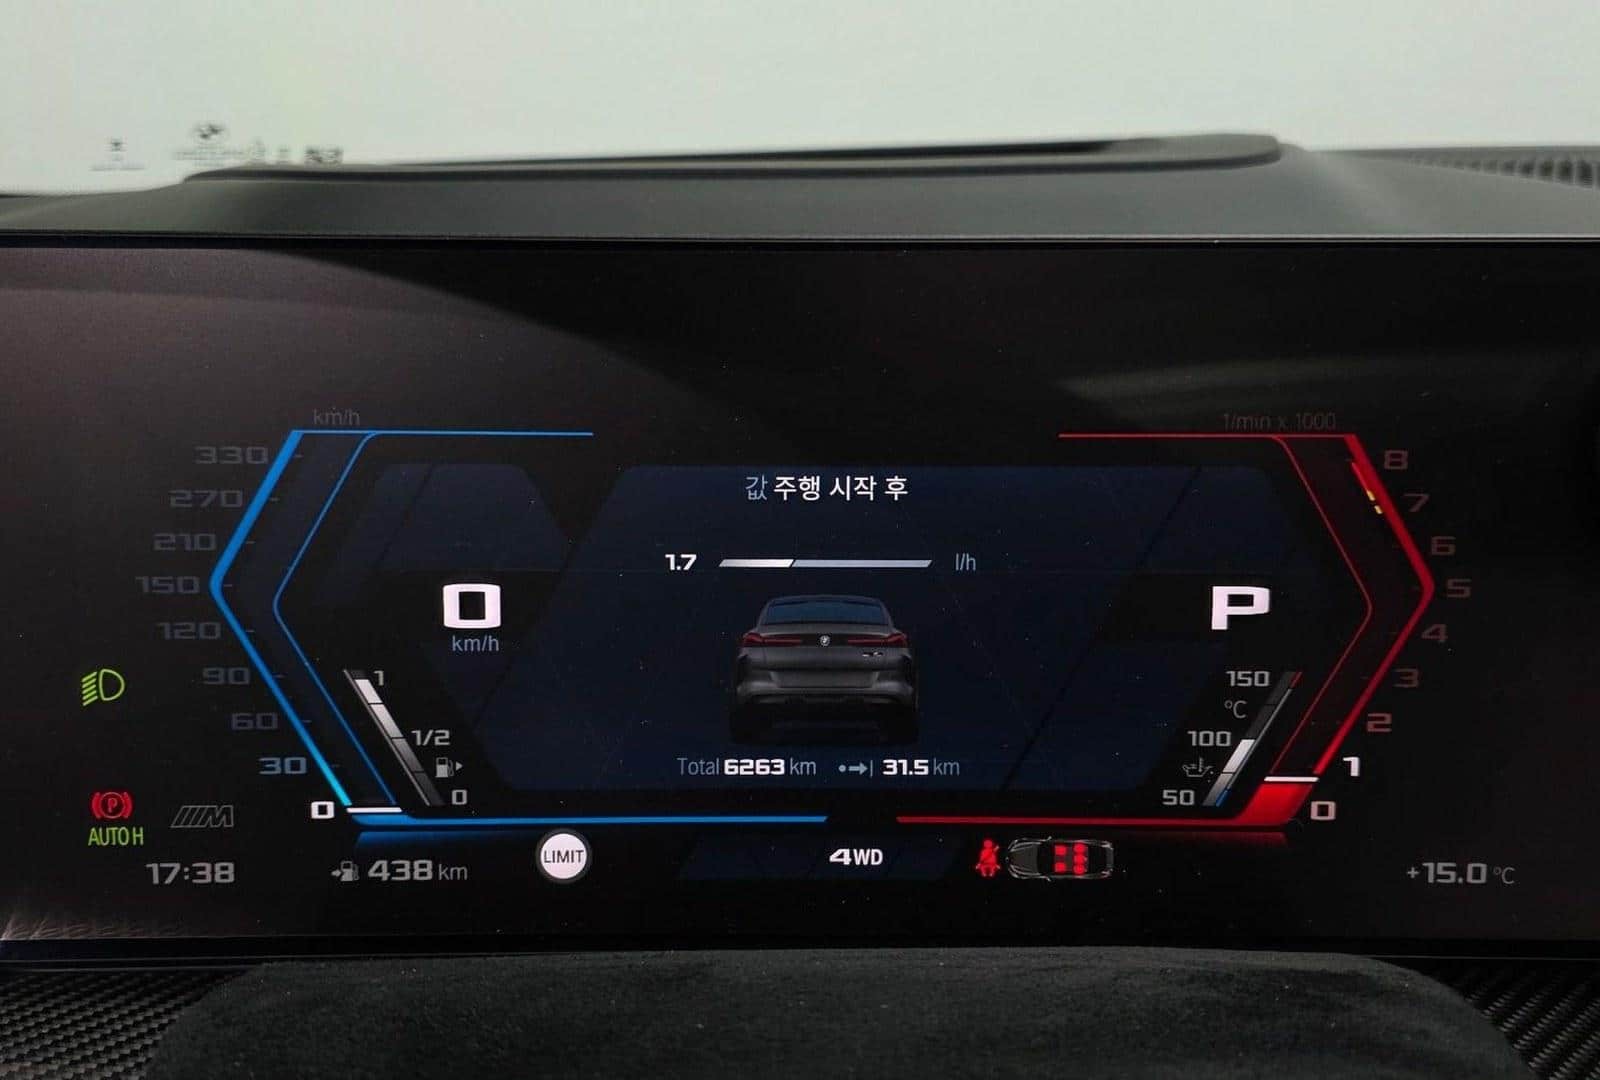 km/h
1/min x 1000
330
270
210
150
120
90
60
30
0
값 주행 시작 후
1.7 l/h
0
km/h
P
8
7
6
5
4
3
2
1
0
1
1/2
0
150
°C
100
50
Total 6263 km 31.5 km
P
AUTO H
M
17:38
438 km
LIMIT
4WD
+15.0 °C